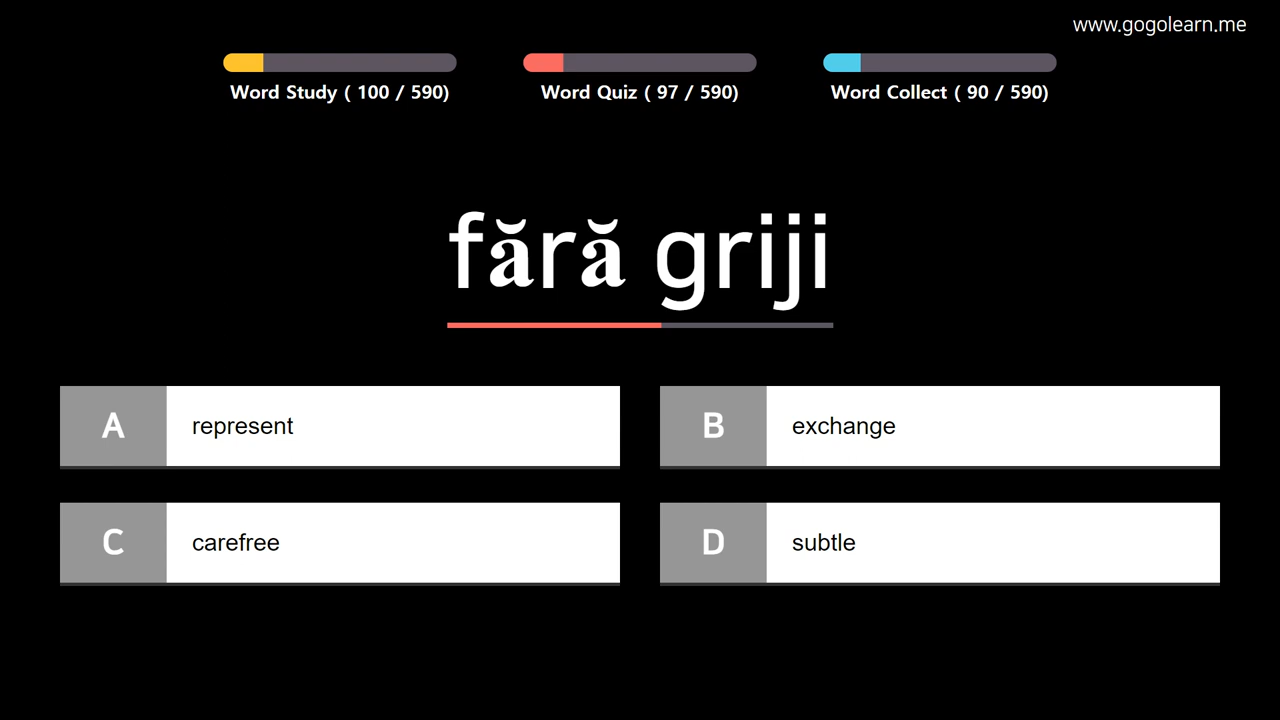 www.gogolearn.me
Word Study ( 100 / 590)
Word Quiz ( 97 / 590)
Word Collect ( 90 / 590)
fără griji
A represent
B exchange
C carefree
D subtle